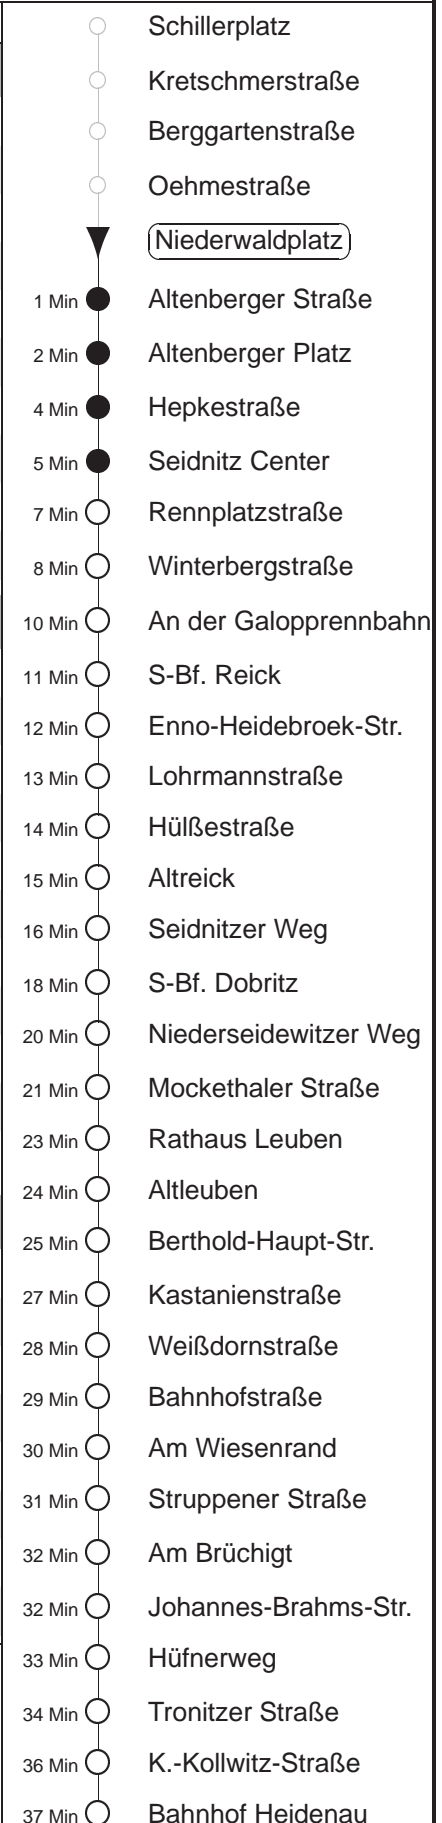 Schillerplatz
Kretschmerstraße
Berggartenstraße
Oehmestraße
Niederwaldplatz
1 Min Altenberger Straße
2 Min Altenberger Platz
4 Min Hepkestraße
5 Min Seidnitz Center
7 Min Rennplatzstraße
8 Min Winterbergstraße
10 Min An der Galopprennbahn
11 Min S-Bf. Reick
12 Min Enno-Heidebroek-Str.
13 Min Lohrmannstraße
14 Min Hülßestraße
15 Min Altreick
16 Min Seidnitzer Weg
18 Min S-Bf. Dobritz
20 Min Niederseidewitzer Weg
21 Min Mockethaler Straße
23 Min Rathaus Leuben
24 Min Altleuben
25 Min Berthold-Haupt-Str.
27 Min Kastanienstraße
28 Min Weißdornstraße
29 Min Bahnhofstraße
30 Min Am Wiesenrand
31 Min Struppener Straße
32 Min Am Brüchigt
32 Min Johannes-Brahms-Str.
33 Min Hüfnerweg
34 Min Tronitzer Straße
36 Min K.-Kollwitz-Straße
37 Min Bahnhof Heidenau